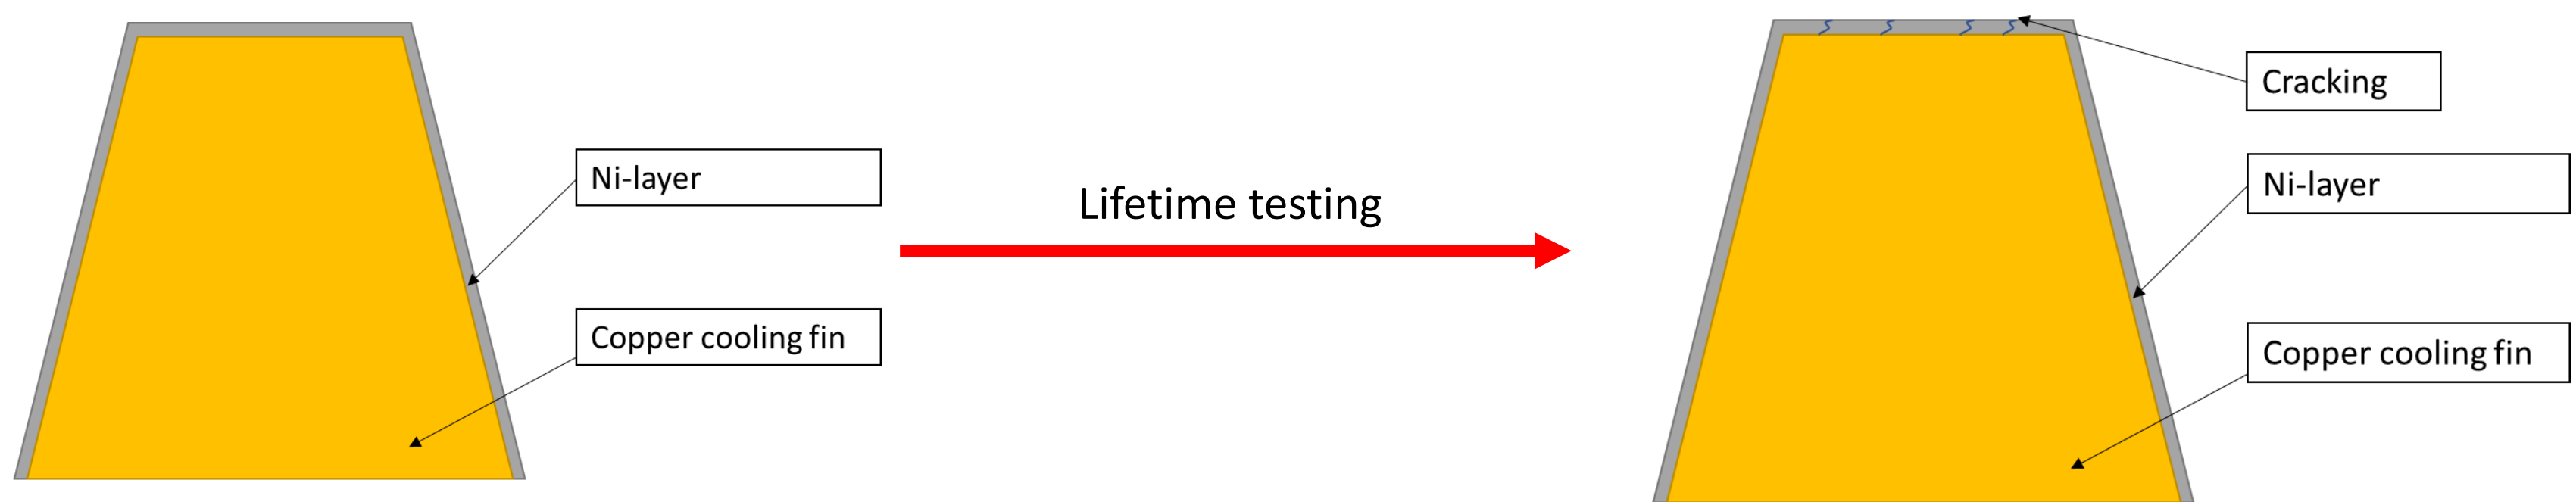 Ni-layer
Copper cooling fin
Lifetime testing
Cracking
Ni-layer
Copper cooling fin